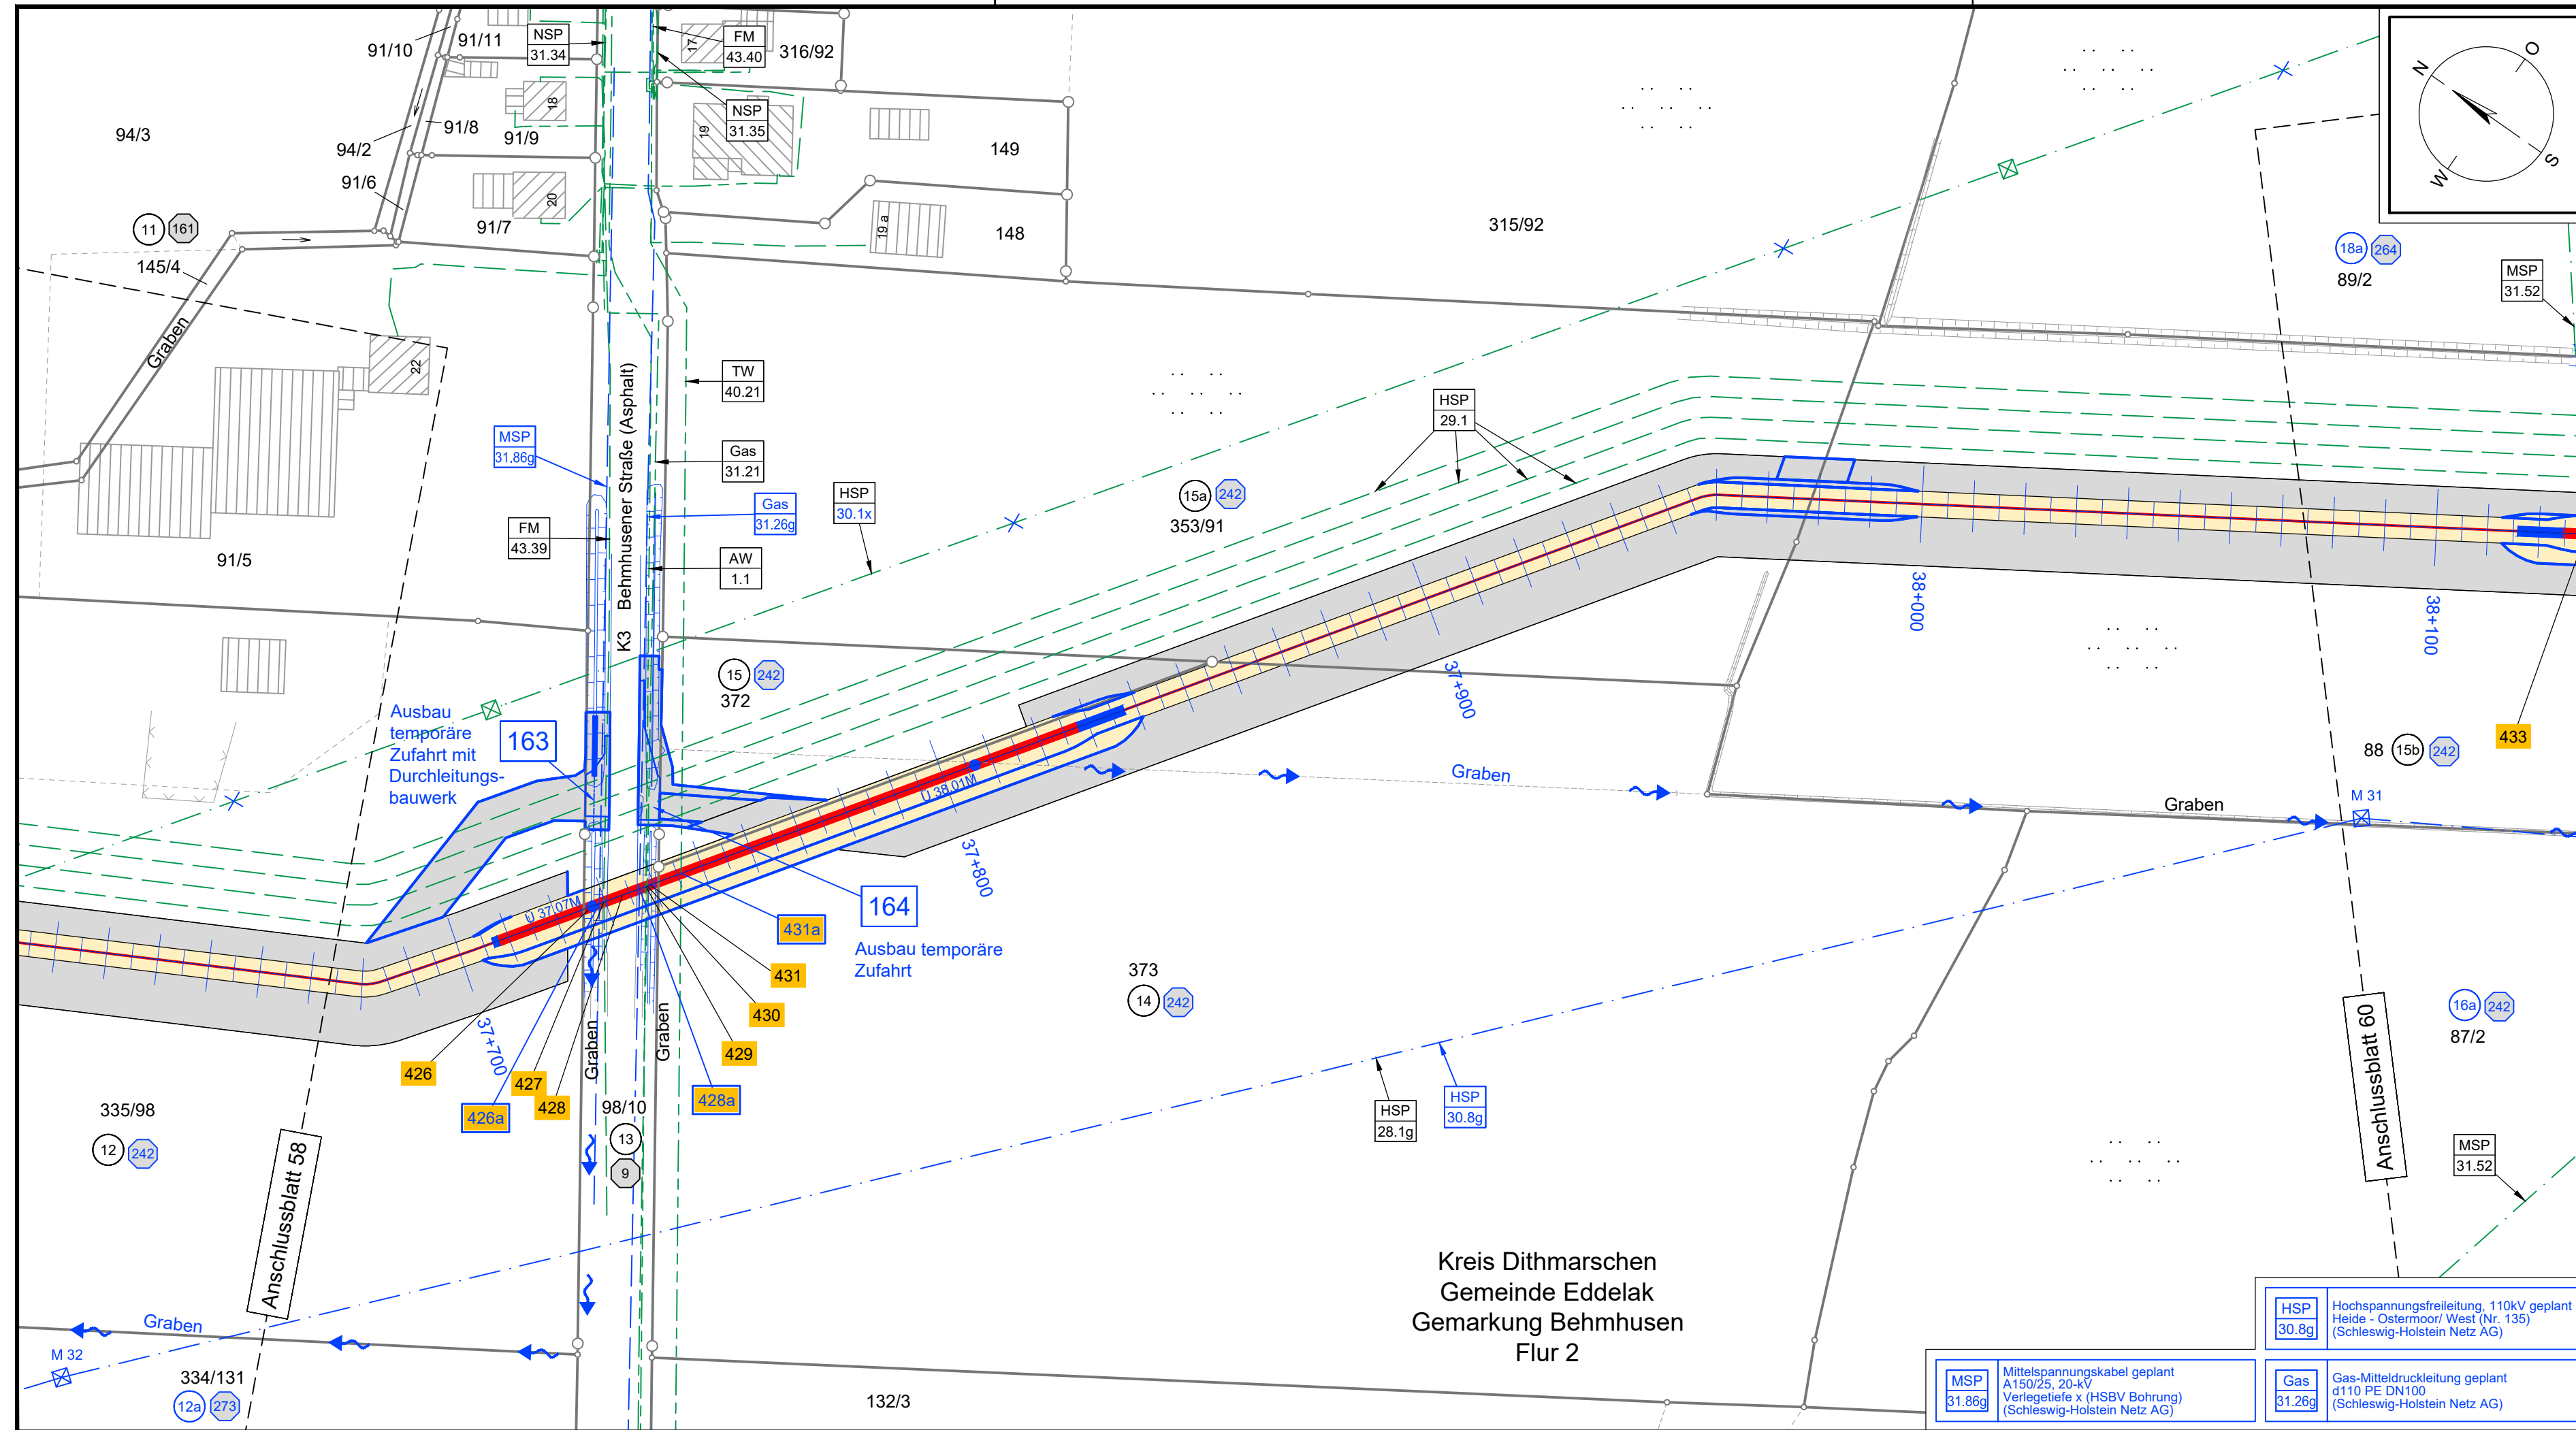 91/10
91/11
NSP
31.34
17
FM
43.40
316/92
N
O
S
W
94/3
94/2
91/8
91/9
18
19
NSP
31.35
149
91/6
11
161
91/7
20
19 a
148
315/92
18a
264
89/2
MSP
31.52
145/4
Graben
22
TW
40.21
MSP
31.86g
Gas
31.21
HSP
29.1
K3 Behmhusener Straße (Asphalt)
FM
43.39
Gas
31.26g
HSP
30.1x
15a
242
353/91
AW
1.1
91/5
38+000
38+100
15
242
372
37+900
Ausbau
temporäre
Zufahrt mit
Durchleitungs-
bauwerk
163
433
88
15b
242
Graben
Graben
M 31
U 38.01M
37+800
U 37.07M
164
431a
Ausbau temporäre
Zufahrt
431
430
429
428a
426
427
428
426a
37+700
Graben
Graben
373
14
242
16a
242
87/2
Anschlussblatt 60
335/98
12
242
98/10
13
9
HSP
28.1g
HSP
30.8g
MSP
31.52
Anschlussblatt 58
Kreis Dithmarschen
Gemeinde Eddelak
Gemarkung Behmhusen
Flur 2
Graben
M 32
334/131
12a
273
132/3
HSP
30.8g
Hochspannungsfreileitung, 110kV geplant
Heide - Ostermoor/ West (Nr. 135)
(Schleswig-Holstein Netz AG)
MSP
31.86g
Mittelspannungskabel geplant
A150/25, 20-kV
Verlegetiefe x (HSBV Bohrung)
(Schleswig-Holstein Netz AG)
Gas
31.26g
Gas-Mitteldruckleitung geplant
d110 PE DN100
(Schleswig-Holstein Netz AG)